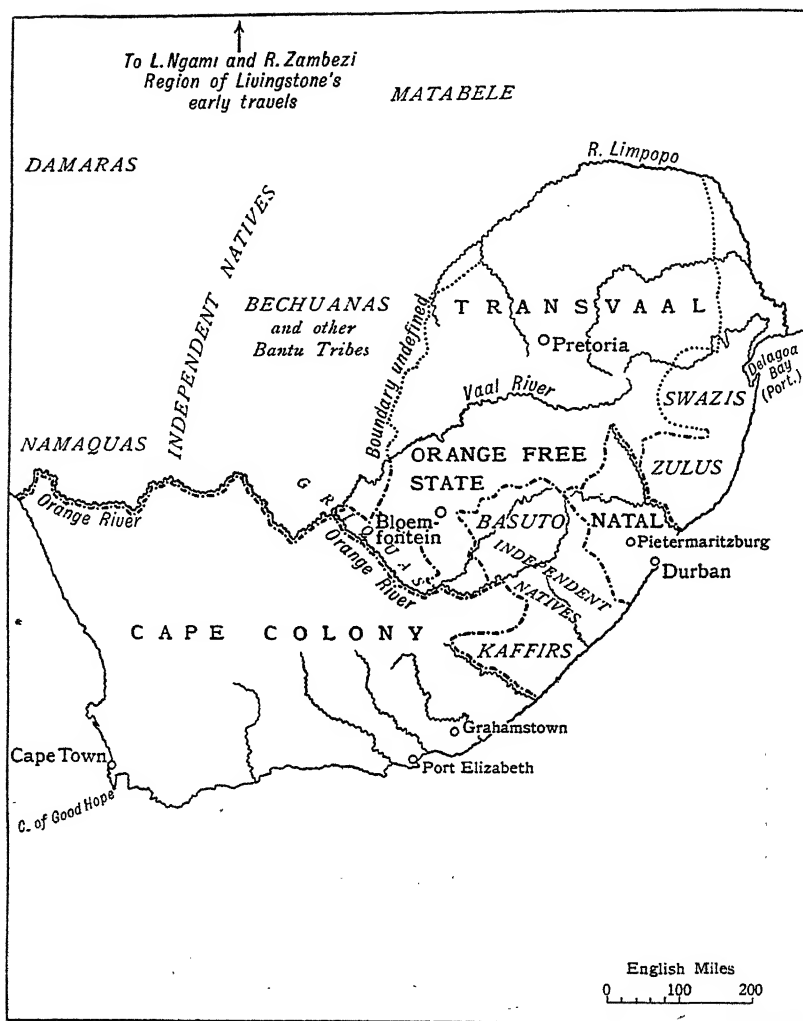 To L.Ngami and R.Zambezi
Region of Livingstone's
early travels
MATABELE
DAMARAS
R. Limpopo
INDEPENDENT NATIVES
BECHUANAS
and other
Bantu Tribes
Boundary undefined
TRANSVAAL
Pretoria
Delagoa
Bay
(Port.)
Vaal River
SWAZIS
NAMAQUAS
ORANGE FREE
STATE
ZULUS
Orange River
GRIQUAS
Bloem-
fontein
BASUTO
NATAL
Pietermaritzburg
Orange River
INDEPENDENT
NATIVES
Durban
CAPE COLONY
KAFFIRS
Grahamstown
Cape Town
Port Elizabeth
C. of Good Hope
English Miles
0 100 200